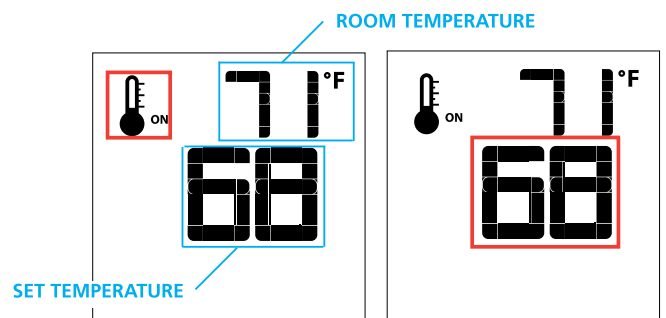 ROOM TEMPERATURE
71 °F
ON
68
SET TEMPERATURE
71 °F
ON
68